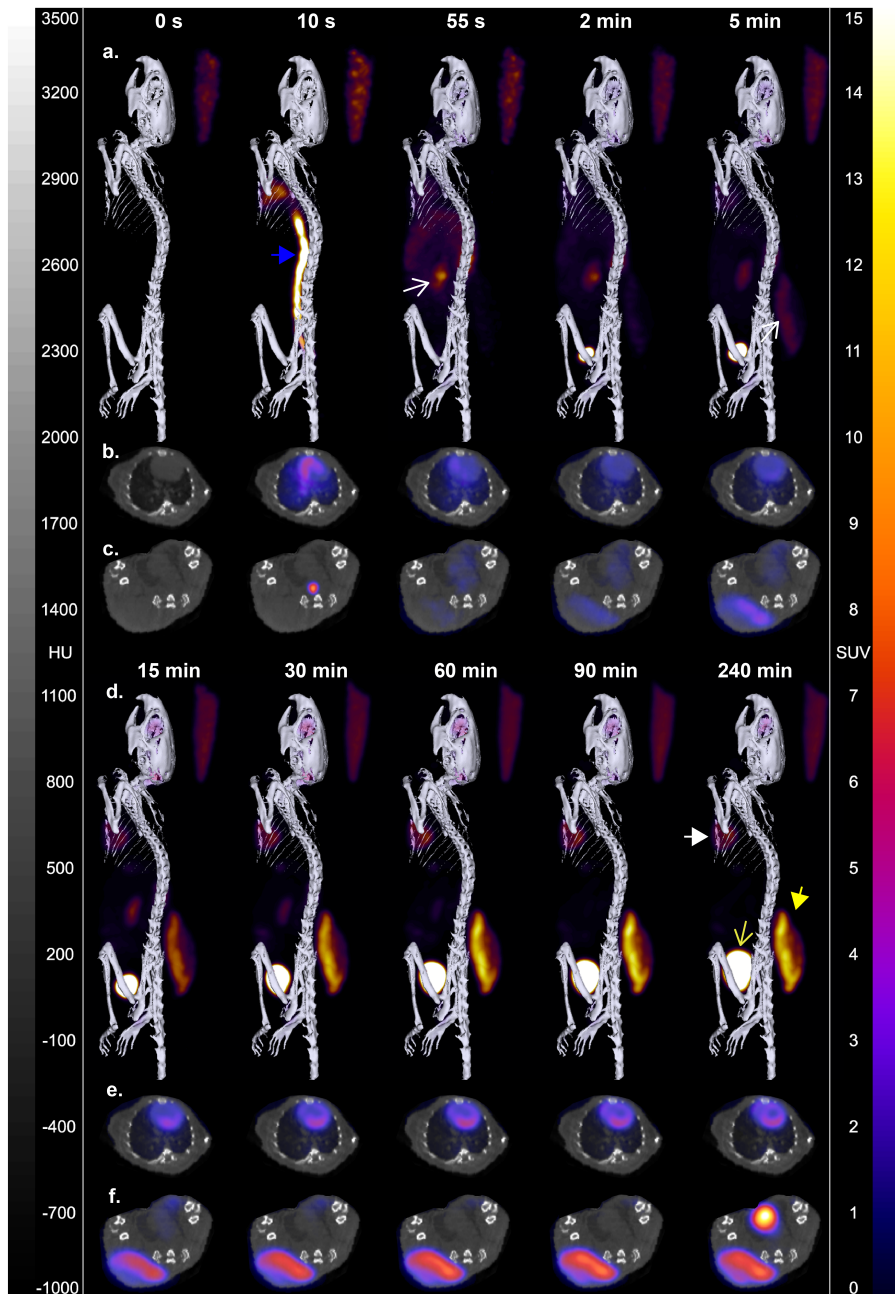 3500 0 s 10 s 55 s 2 min 5 min 15
a.
3200 14
2900 13
2600 12
2300 11
2000 10
b.
1700 9
c.
1400 8
HU SUV
15 min 30 min 60 min 90 min 240 min
1100 d. 7
800 6
500 5
200 4
-100 3
e.
-400 2
f.
-700 1
-1000 0